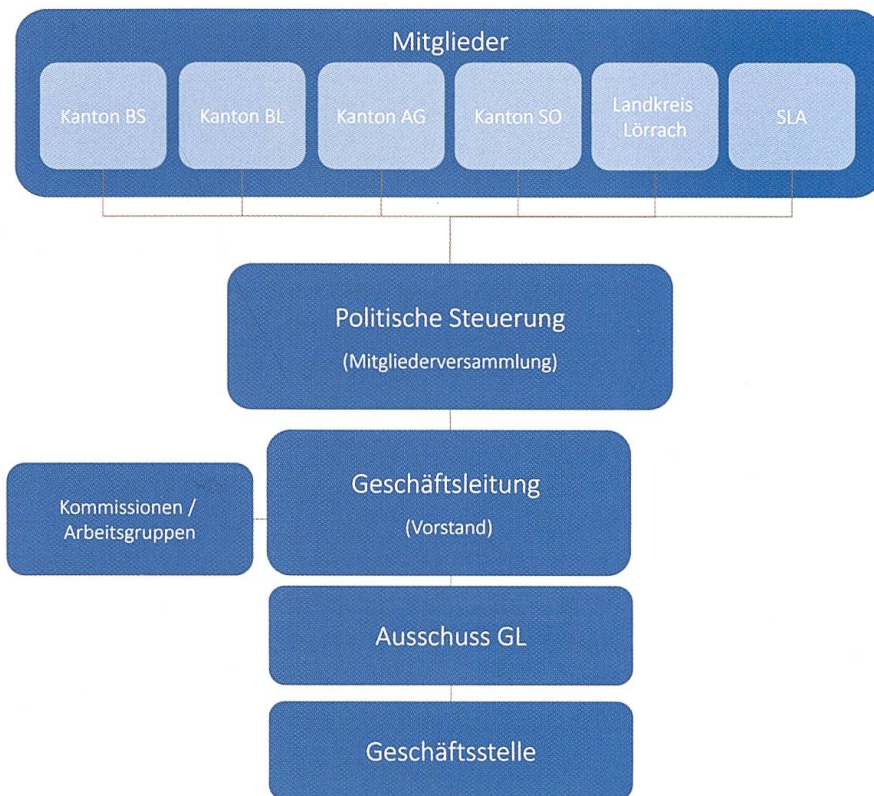 Mitglieder
Kanton BS
Kanton BL
Kanton AG
Kanton SO
Landkreis
Lörrach
SLA
Politische Steuerung
(Mitgliederversammlung)
Geschäftsleitung
(Vorstand)
Kommissionen /
Arbeitsgruppen
Ausschuss GL
Geschäftsstelle